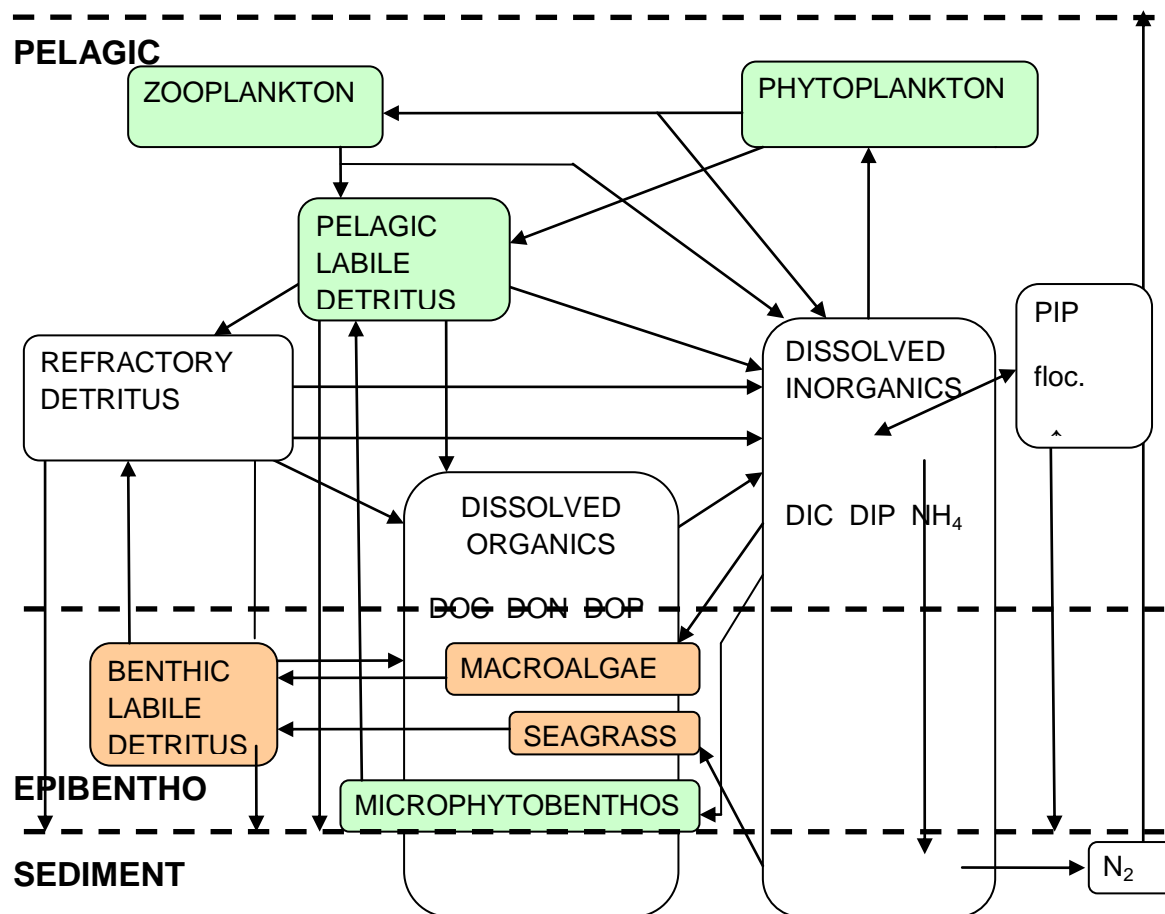 PELAGIC
ZOOPLANKTON
PHYTOPLANKTON
PELAGIC
LABILE
DETRITUS
PIP
floc.
REFRACTORY
DETRITUS
DISSOLVED
INORGANICS
DISSOLVED
ORGANICS
DIC DIP NH₄
DOC DON DOP
BENTHIC
LABILE
DETRITUS
MACROALGAE
SEAGRASS
EPIBENTHO
MICROPHYTOBENTHOS
SEDIMENT
N₂